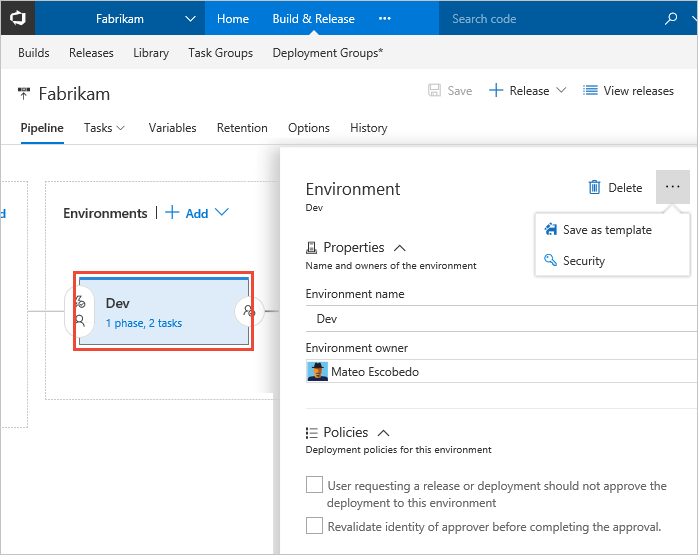 Fabrikam Home Build & Release ··· Search code
Builds Releases Library Task Groups Deployment Groups*
Fabrikam Save Release View releases
Pipeline Tasks Variables Retention Options History
Environments | Add
Dev
1 phase, 2 tasks
Environment Delete ···
Dev
Save as template
Security
Properties
Name and owners of the environment
Environment name
Dev
Environment owner
Mateo Escobedo
Policies
Deployment policies for this environment
User requesting a release or deployment should not approve the
deployment to this environment
Revalidate identity of approver before completing the approval.